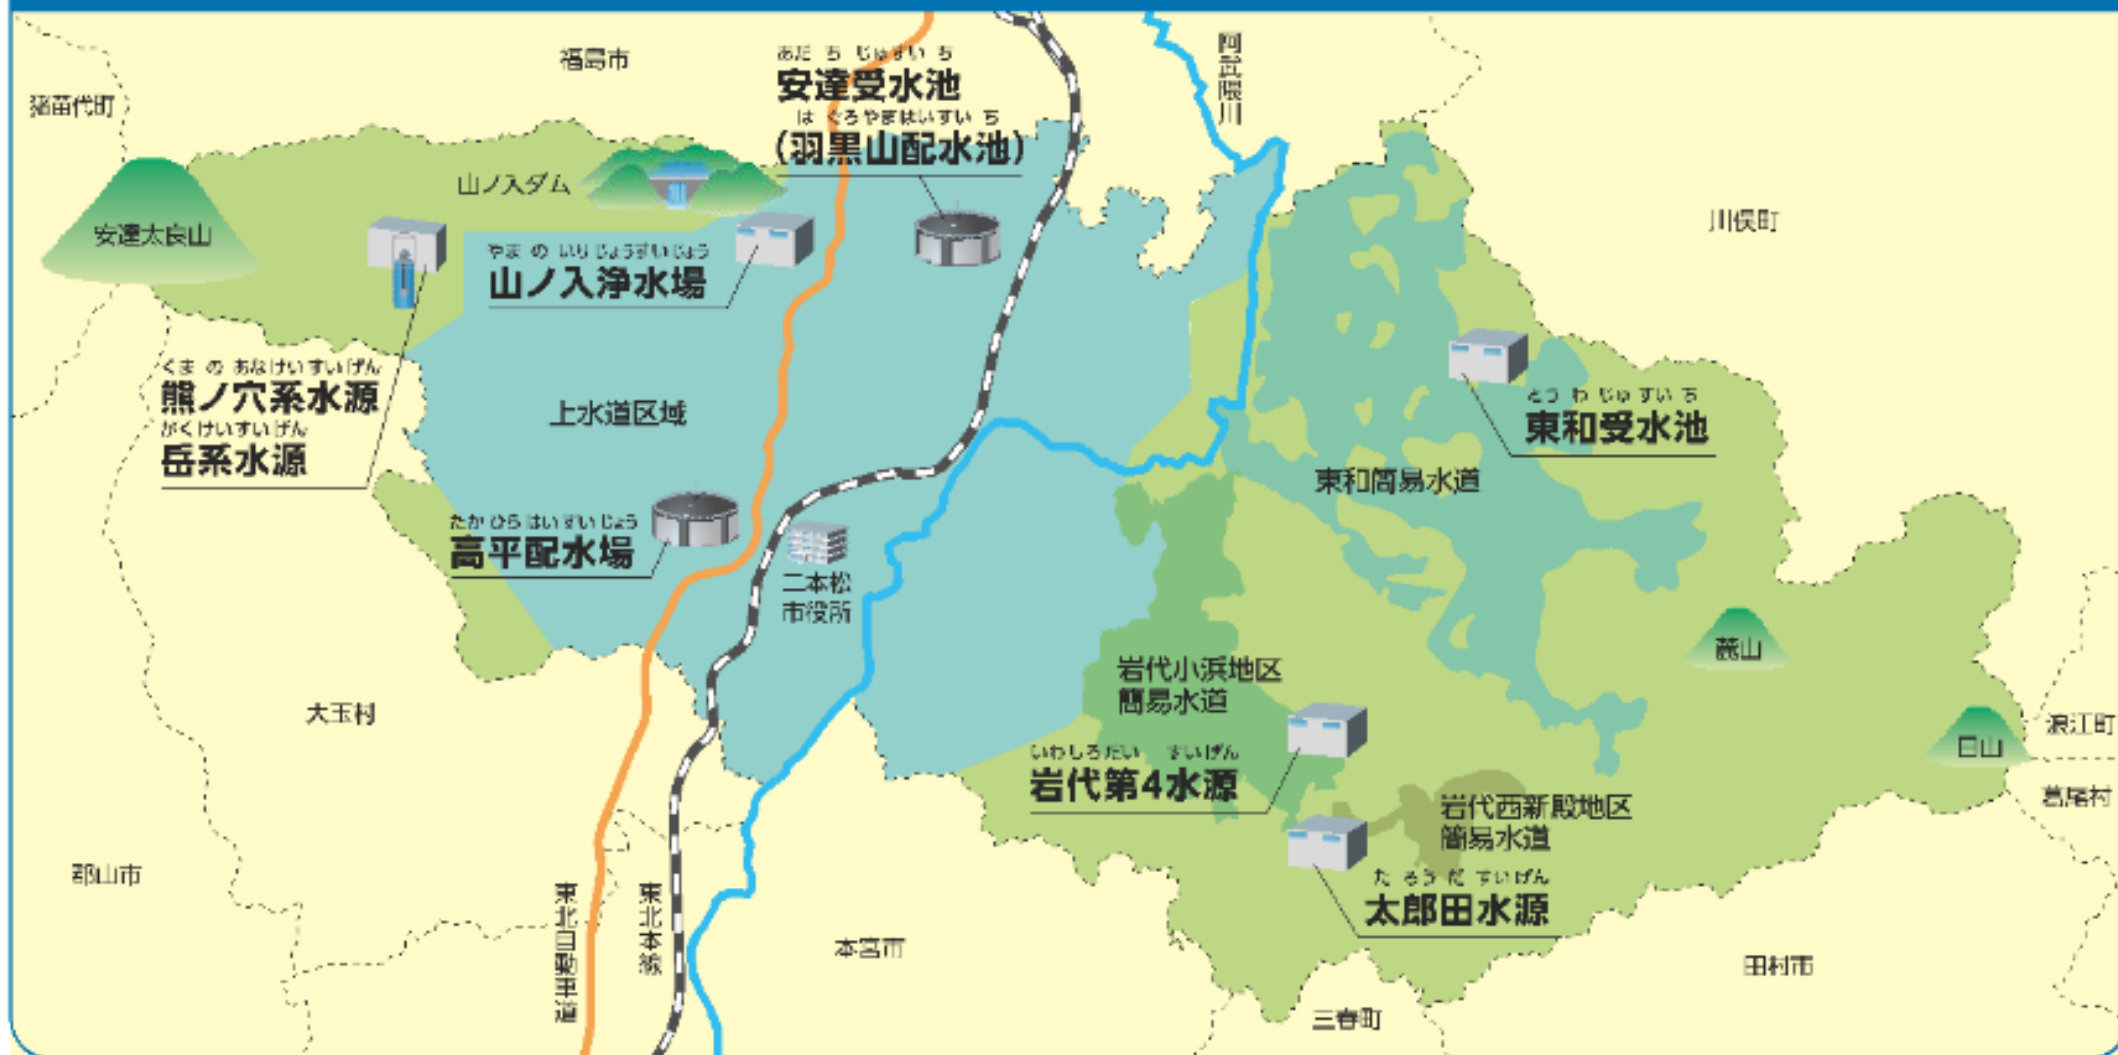 福島市
猪苗代町
安達太良山
山ノ入ダム
あだ ち じゅすい ち
安達受水池
は ぐろやまはいすい ち
(羽黒山配水池)
阿武隈川
川俣町
やま の いりじょうすいじょう
山ノ入浄水場
くま の あなけいすいげん
熊ノ穴系水源
がくけいすいげん
岳系水源
上水道区域
とう わ じゅ すい ち
東和受水池
東和簡易水道
たか ひら はい すい じょう
高平配水場
二本松
市役所
麓山
日山
浪江町
葛尾村
大玉村
岩代小浜地区
簡易水道
いわしろだい すいげん
岩代第4水源
岩代西新殿地区
簡易水道
た ろう だ すいげん
太郎田水源
郡山市
東北自動車道
東北本線
本宮市
田村市
三春町